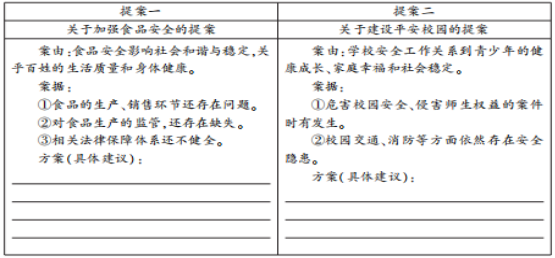 提案一
关于加强食品安全的提案
案由:食品安全影响社会和谐与稳定,关
乎百姓的生活质量和身体健康。
案据:
①食品的生产、销售环节还存在问题。
②对食品生产的监管,还存在缺失。
③相关法律保障体系还不健全。
方案(具体建议):
提案二
关于建设平安校园的提案
案由:学校安全工作关系到青少年的健
康成长、家庭幸福和社会稳定。
案据:
①危害校园安全、侵害师生权益的案件
时有发生。
②校园交通、消防等方面依然存在安全
隐患。
方案(具体建议):